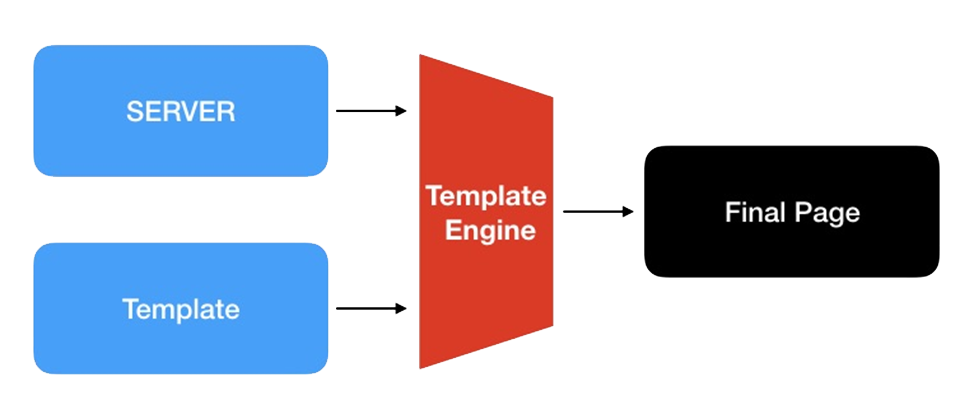 SERVER
Template
Template
Engine
Final Page